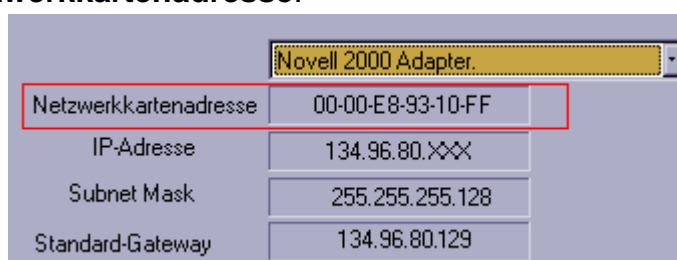 werkkartenadresse.
Novell 2000 Adapter.
Netzwerkkartenadresse 00-00-E8-93-10-FF
IP-Adresse 134.96.80.XXX
Subnet Mask 255.255.255.128
Standard-Gateway 134.96.80.129